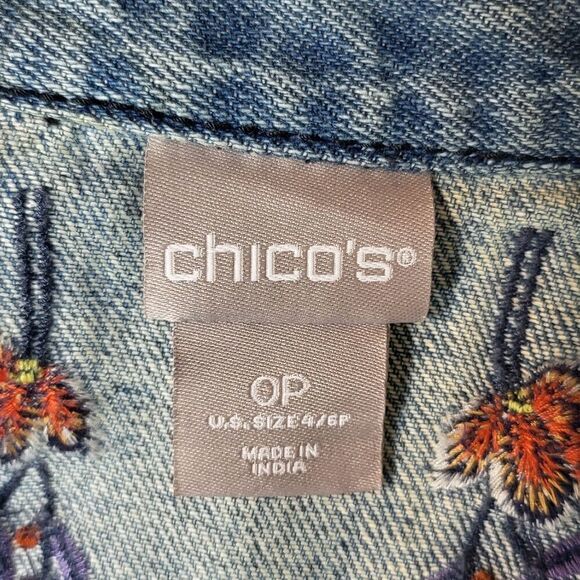 chico's®
0P
U.S. SIZE 4/6P
MADE IN
INDIA